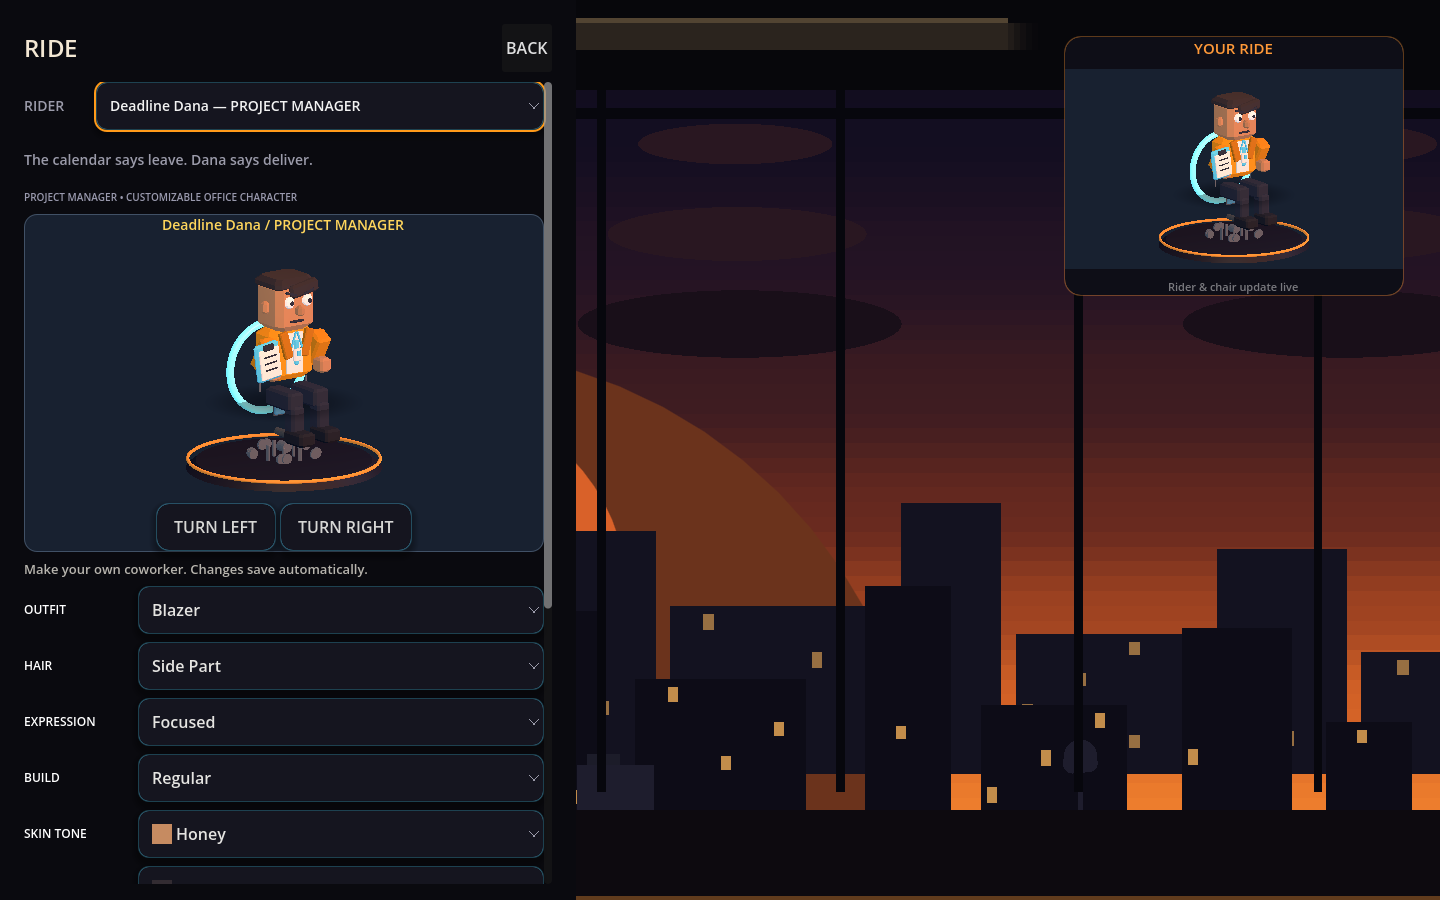 RIDE
BACK
RIDER
Deadline Dana — PROJECT MANAGER
The calendar says leave. Dana says deliver.
PROJECT MANAGER • CUSTOMIZABLE OFFICE CHARACTER
Deadline Dana / PROJECT MANAGER
TURN LEFT
TURN RIGHT
Make your own coworker. Changes save automatically.
OUTFIT
Blazer
HAIR
Side Part
EXPRESSION
Focused
BUILD
Regular
SKIN TONE
Honey
YOUR RIDE
Rider & chair update live